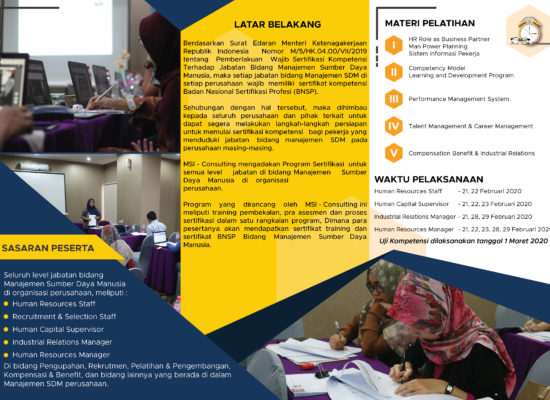 LATAR BELAKANG
Berdasarkan Surat Edaran Menteri Ketenagakerjaan
Republik Indonesia Nomor M/5/HK.04.00/VII/2019
tentang Pemberlakuan Wajib Sertifikasi Kompetensi
Terhadap Jabatan Bidang Manajemen Sumber Daya
Manusia, maka setiap jabatan bidang Manajemen SDM di
setiap perusahaan wajib memiliki sertifikat kompetensi
Badan Nasional Sertifikasi Profesi (BNSP).
Sehubungan dengan hal tersebut, maka dihimbau
kepada seluruh perusahaan dan pihak terkait untuk
dapat segera melakukan langkah-langkah persiapan
untuk memulai sertifikasi kompetensi bagi pekerja yang
menduduki jabatan bidang manajemen SDM pada
perusahaan masing-masing.
MSI - Consulting mengadakan Program Sertifikasi untuk
semua level jabatan di bidang Manajemen Sumber
Daya Manusia di organisasi
perusahaan.
Program yang dirancang oleh MSI - Consulting ini
meliputi training pembekalan, pra asesmen dan proses
sertifikasi dalam satu rangkaian program, Dimana para
pesertanya akan mendapatkan sertifikat training dan
sertifikat BNSP Bidang Manajemen Sumber Daya
Manusia.
SASARAN PESERTA
Seluruh level jabatan bidang
Manajemen Sumber Daya Manusia
di organisasi perusahaan, meliputi :
• Human Resources Staff
• Recruitment & Selection Staff
• Human Capital Supervisor
• Industrial Relations Manager
• Human Resources Manager
Di bidang Pengupahan, Rekrutmen, Pelatihan & Pengembangan,
Kompensasi & Benefit, dan bidang lainnya yang berada di dalam
Manajemen SDM perusahaan.
MATERI PELATIHAN
I
HR Role as Business Partner
Man Power Planning
Sistem Informasi Pekerja
II
Competency Model
Learning and Development Program
III
Performance Management System
IV
Talent Management & Career Management
V
Compensation Benefit & Industrial Relations
WAKTU PELAKSANAAN
Human Resources Staff - 21, 22 Februari 2020
Human Capital Supervisor - 21, 22, 23 Februari 2020
Industrial Relations Manager - 21, 28, 29 Februari 2020
Human Resources Manager - 21, 22, 23, 28, 29 Februari 2020
Uji Kompetensi dilaksanakan tanggal 1 Maret 2020